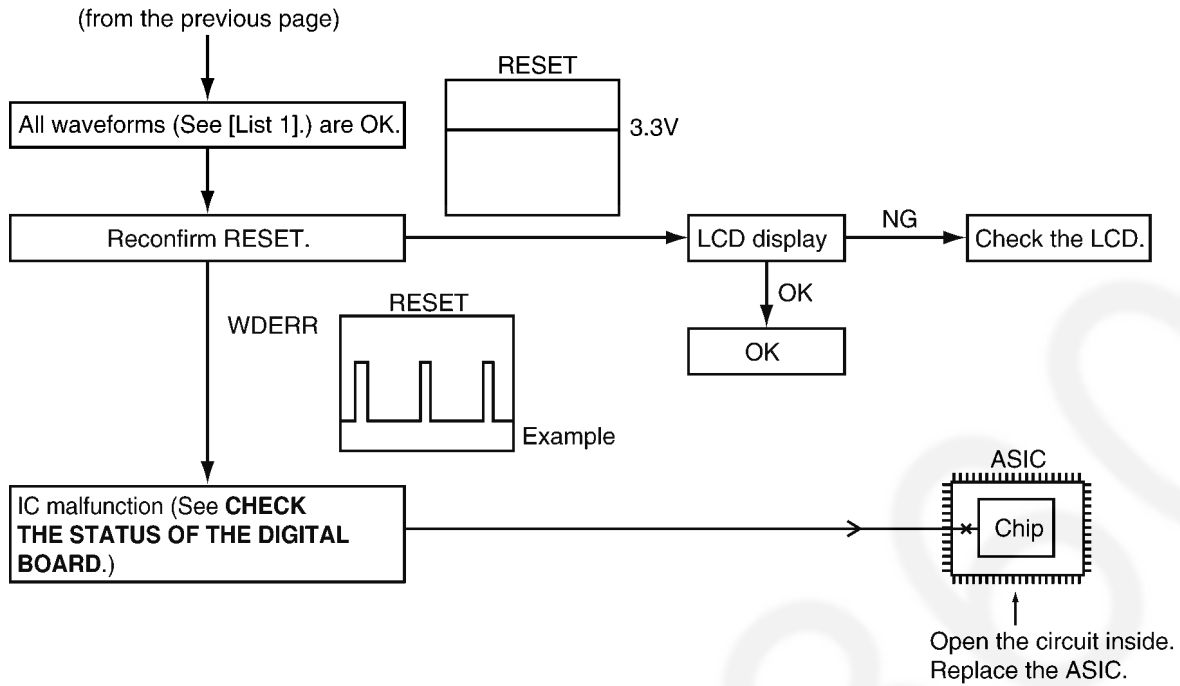 (from the previous page)
RESET
All waveforms (See [List 1].) are OK.
3.3V
Reconfirm RESET.
LCD display
NG
Check the LCD.
OK
OK
WDERR
RESET
Example
IC malfunction (See CHECK
THE STATUS OF THE DIGITAL
BOARD.)
ASIC
Chip
Open the circuit inside.
Replace the ASIC.